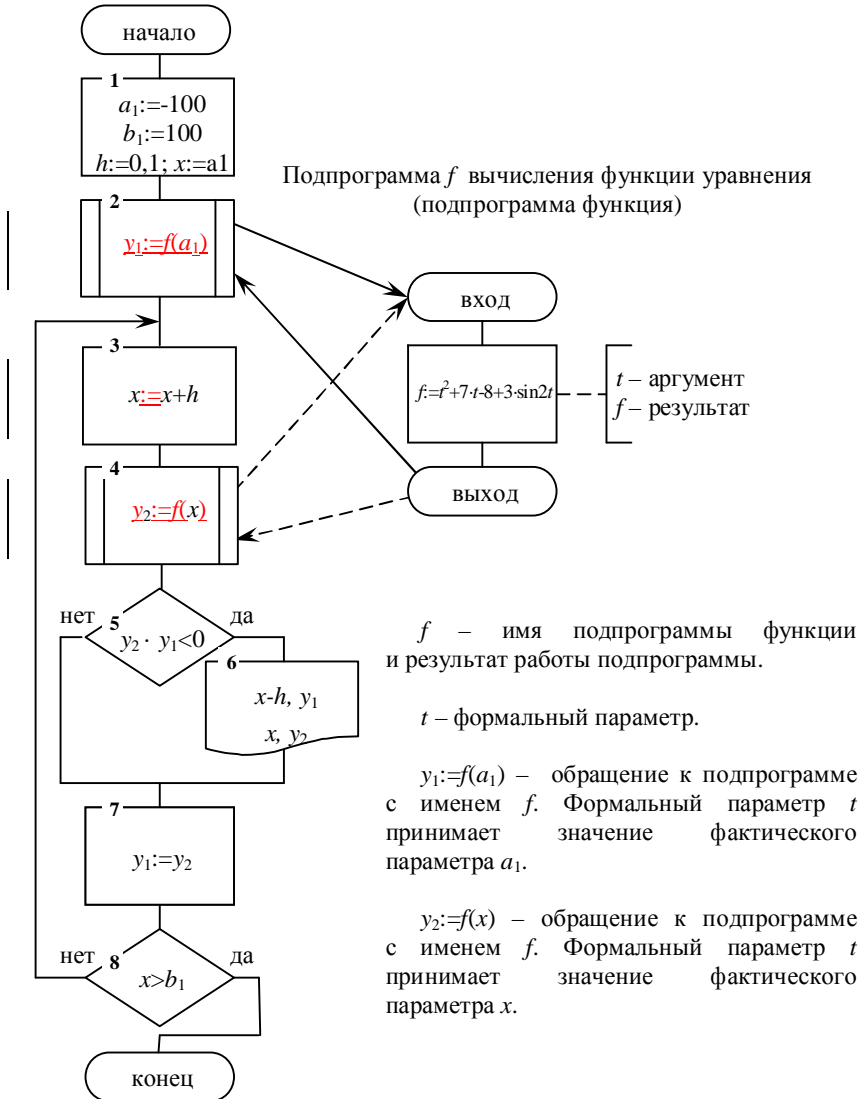 начало
1
a₁:=-100
b₁:=100
h:=0,1; x:=a1
Подпрограмма f вычисления функции уравнения
(подпрограмма функция)
2
y₁:=f(a₁)
вход
3
x:=x+h
f:=t²+7·t-8+3·sin2t
t – аргумент
f – результат
4
y₂:=f(x)
выход
нет
5
да
y₂ · y₁<0
6
x-h, y₁
x, y₂
f – имя подпрограммы функции
и результат работы подпрограммы.
t – формальный параметр.
y₁:=f(a₁) – обращение к подпрограмме
с именем f. Формальный параметр t
принимает значение фактического
параметра a₁.
7
y₁:=y₂
y₂:=f(x) – обращение к подпрограмме
с именем f. Формальный параметр t
принимает значение фактического
параметра x.
нет
8
да
x>b₁
конец